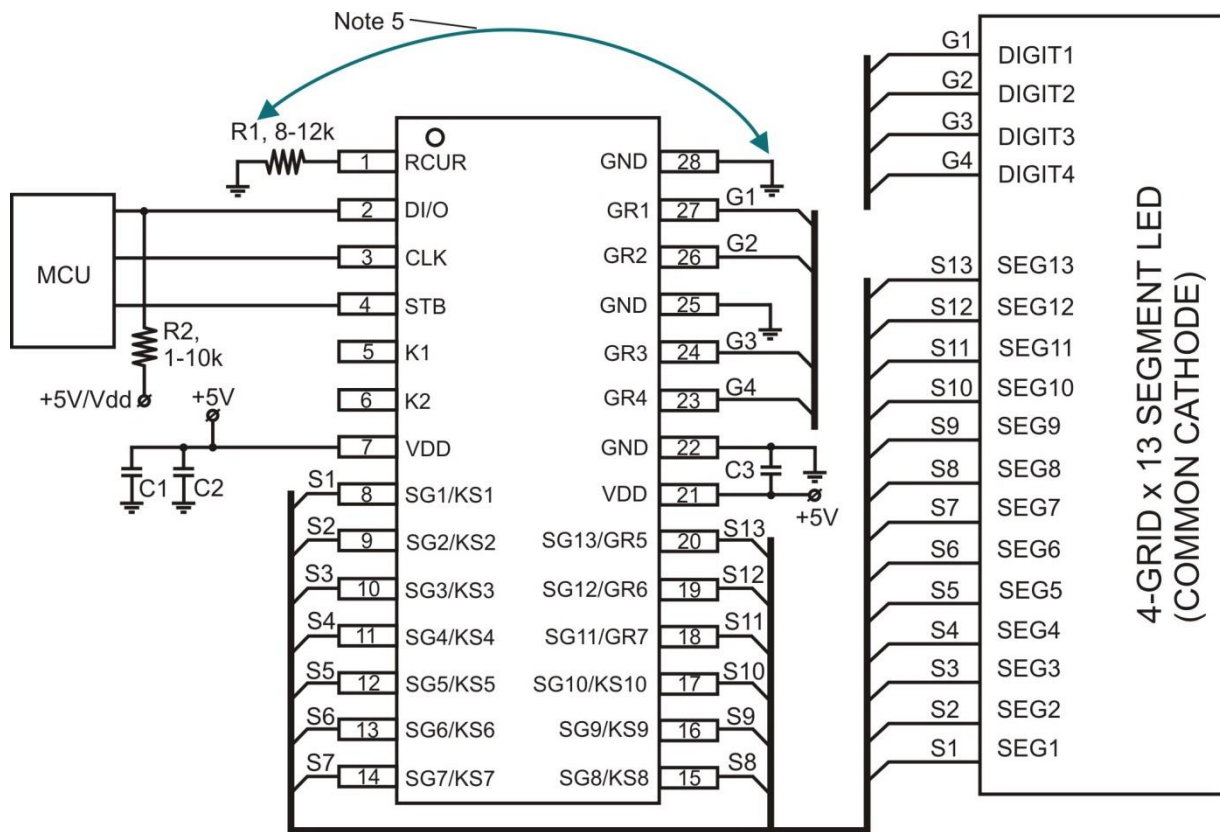 Note 5
R1, 8-12k
MCU
R2,
1-10k
+5V/Vdd
+5V
C1
C2
1 RCUR
2 DI/O
3 CLK
4 STB
5 K1
6 K2
7 VDD
S1 8 SG1/KS1
S2 9 SG2/KS2
S3 10 SG3/KS3
S4 11 SG4/KS4
S5 12 SG5/KS5
S6 13 SG6/KS6
S7 14 SG7/KS7
GND 28
GR1 27 G1
GR2 26 G2
GND 25
GR3 24 G3
GR4 23 G4
GND 22
C3
VDD 21
+5V
SG13/GR5 20 S13
SG12/GR6 19 S12
SG11/GR7 18 S11
SG10/KS10 17 S10
SG9/KS9 16 S9
SG8/KS8 15 S8
G1 DIGIT1
G2 DIGIT2
G3 DIGIT3
G4 DIGIT4
S13 SEG13
S12 SEG12
S11 SEG11
S10 SEG10
S9 SEG9
S8 SEG8
S7 SEG7
S6 SEG6
S5 SEG5
S4 SEG4
S3 SEG3
S2 SEG2
S1 SEG1
4-GRID x 13 SEGMENT LED
(COMMON CATHODE)